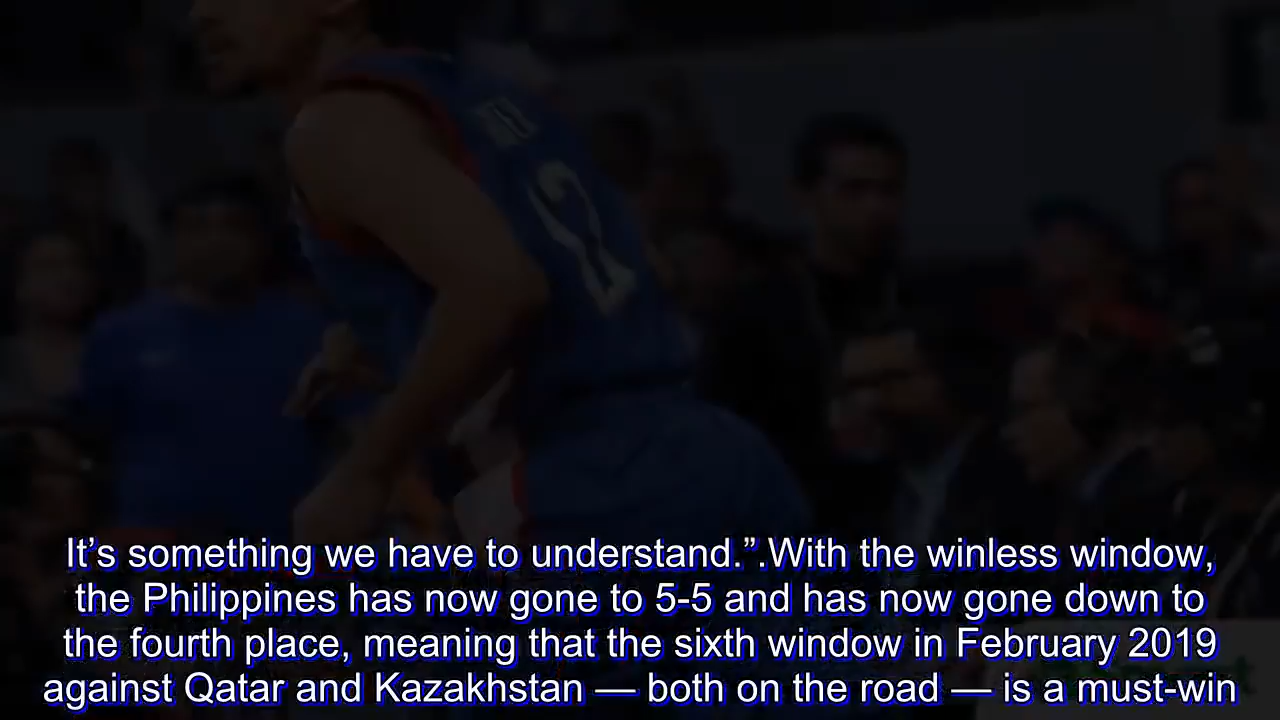 12
It’s something we have to understand.”.With the winless window,
the Philippines has now gone to 5-5 and has now gone down to
the fourth place, meaning that the sixth window in February 2019
against Qatar and Kazakhstan — both on the road — is a must-win